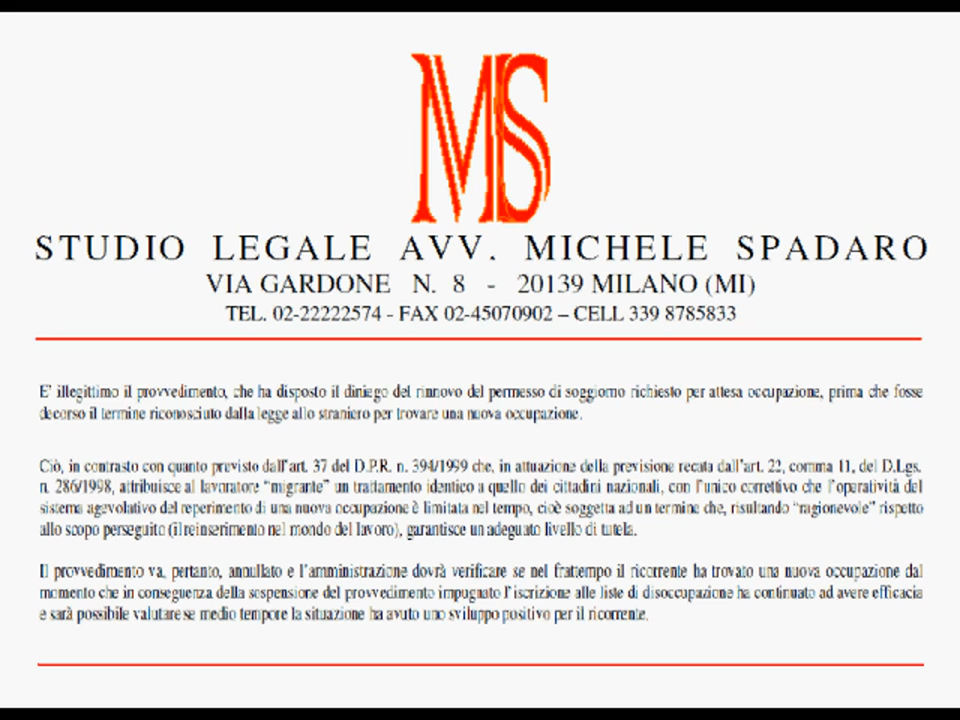 MS
STUDIO LEGALE AVV. MICHELE SPADARO
VIA GARDONE N. 8 - 20139 MILANO (MI)
TEL. 02-22222574 - FAX 02-45070902 – CELL 339 8785833
E' illegittimo il provvedimento, che ha disposto il diniego del rinnovo del permesso di soggiorno richiesto per attesa occupazione, prima che fosse
decorso il termine riconosciuto dalla legge allo straniero per trovare una nuova occupazione.
Ciò, in contrasto con quanto previsto dall'art. 37 del D.P.R. n. 394/1999 che, in attuazione della previsione recata dall'art. 22, comma 11, del D.Lgs.
n. 286/1998, attribuisce al lavoratore “migrante” un trattamento identico a quello dei cittadini nazionali, con l'unico correttivo che l'operatività del
sistema agevolativo del reperimento di una nuova occupazione è limitata nel tempo, cioè soggetta ad un termine che, risultando “ragionevole” rispetto
allo scopo perseguito (il reinserimento nel mondo del lavoro), garantisce un adeguato livello di tutela.
Il provvedimento va, pertanto, annullato e l'amministrazione dovrà verificare se nel frattempo il ricorrente ha trovato una nuova occupazione dal
momento che in conseguenza della sospensione del provvedimento impugnato l'iscrizione alle liste di disoccupazione ha continuato ad avere efficacia
e sarà possibile valutare se medio tempore la situazione ha avuto uno sviluppo positivo per il ricorrente.